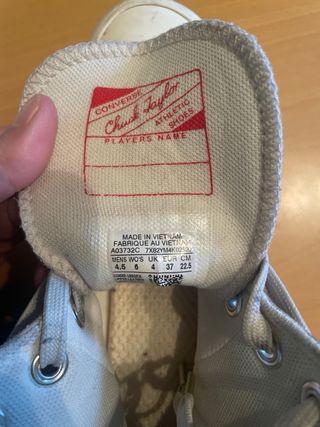 CONVERSE
Chuck Taylor
ATHLETIC
SHOES
PLAYERS NAME
MADE IN VIETNAM
FABRIQUE AU VIETNAM
A03732C
MENS WO'S UK EUR CM
4.5 6 4 37 22.5